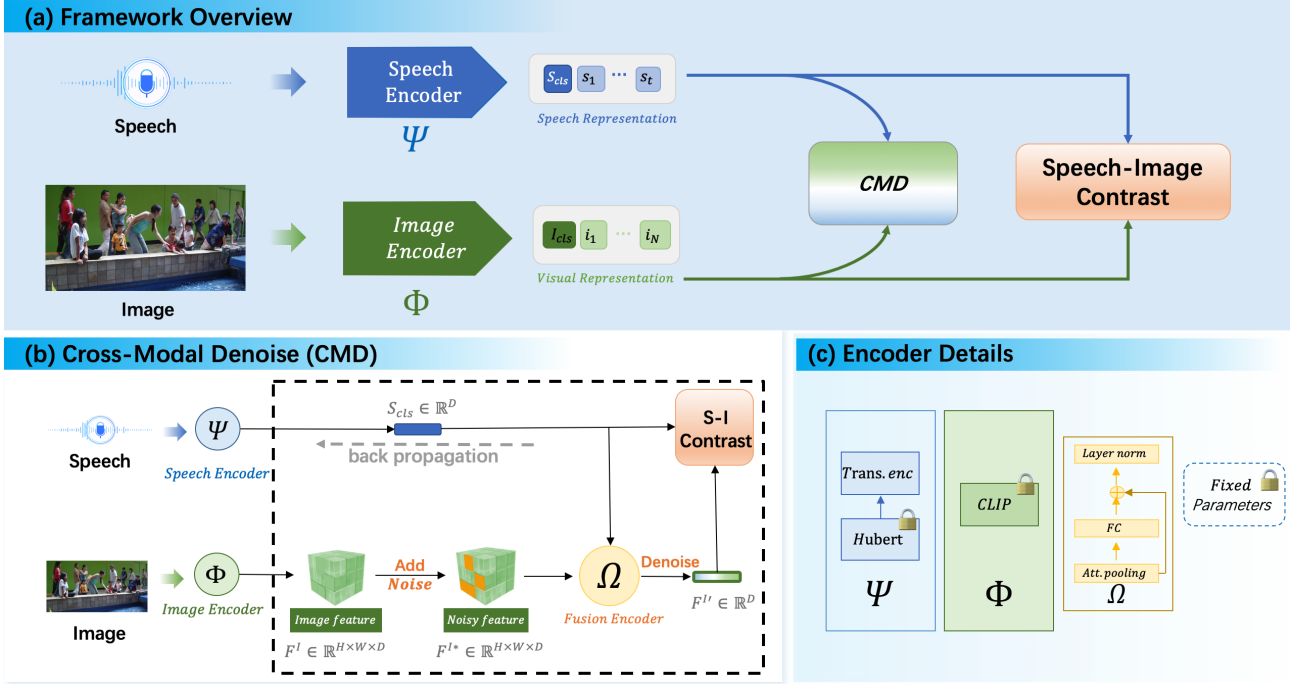 (a) Framework Overview
Speech
Speech
Encoder
Ψ
S_cls s_1 ⋯ s_t
Speech Representation
CMD
Speech-Image
Contrast
Image
Image
Encoder
Φ
I_cls i_1 ⋯ i_N
Visual Representation
(b) Cross-Modal Denoise (CMD)
Speech
Ψ
Speech Encoder
S_cls ∈ ℝ^D
back propagation
S-I
Contrast
Image
Φ
Image Encoder
Image feature
F^I ∈ ℝ^{H×W×D}
Add
Noise
Noisy feature
F^{I*} ∈ ℝ^{H×W×D}
Ω
Fusion Encoder
Denoise
F^{I′} ∈ ℝ^D
(c) Encoder Details
Trans. enc
Hubert
Ψ
CLIP
Φ
Layer norm
FC
Att. pooling
Ω
Fixed
Parameters